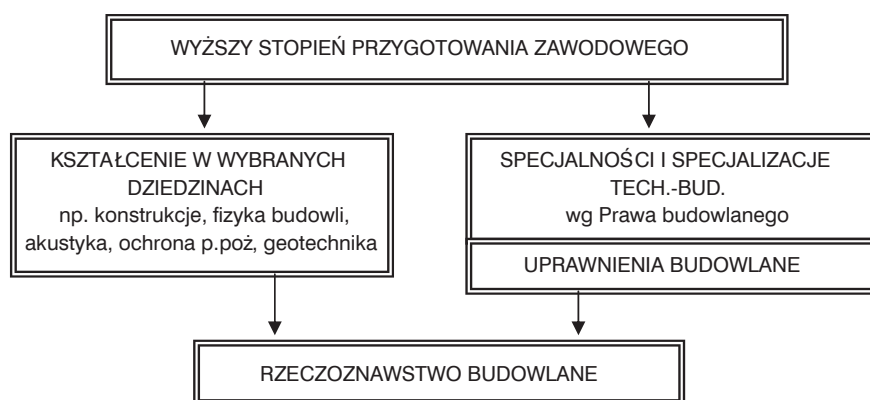 WYŻSZY STOPIEŃ PRZYGOTOWANIA ZAWODOWEGO
KSZTAŁCENIE W WYBRANYCH
DZIEDZINACH
np. konstrukcje, fizyka budowli,
akustyka, ochrona p.poż, geotechnika
SPECJALNOŚCI I SPECJALIZACJE
TECH.-BUD.
wg Prawa budowlanego
UPRAWNIENIA BUDOWLANE
RZECZOZNAWSTWO BUDOWLANE